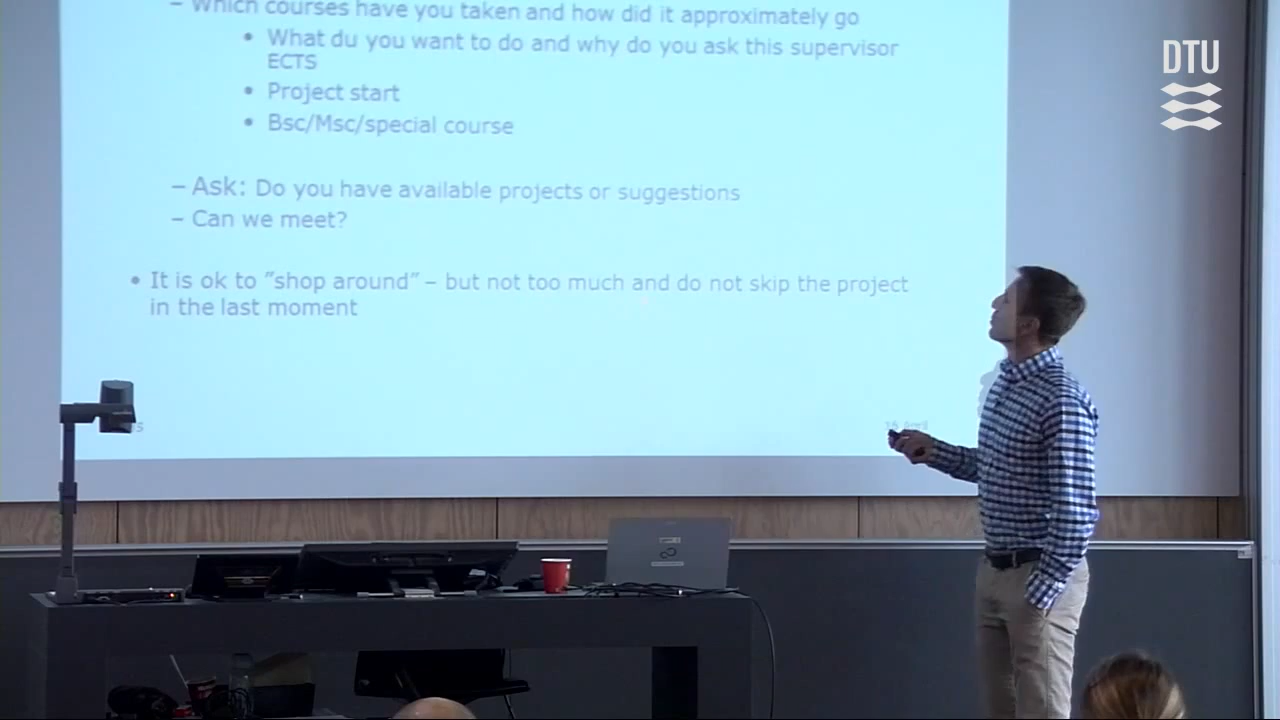 – Which courses have you taken and how did it approximately go
• What du you want to do and why do you ask this supervisor
ECTS
• Project start
• Bsc/Msc/special course
– Ask: Do you have available projects or suggestions
– Can we meet?
• It is ok to ”shop around” – but not too much and do not skip the project
in the last moment
DTU